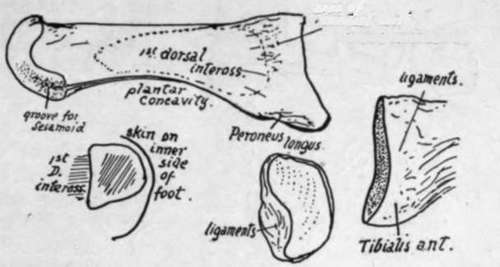 1st. dorsal
inteross.
plantar
concavity.
groove for
Sesamoid
Peroneus
longus.
ligaments.
skin on
inner
side
of
foot.
1st
D.
inteross.
ligaments
Tibialis ant.